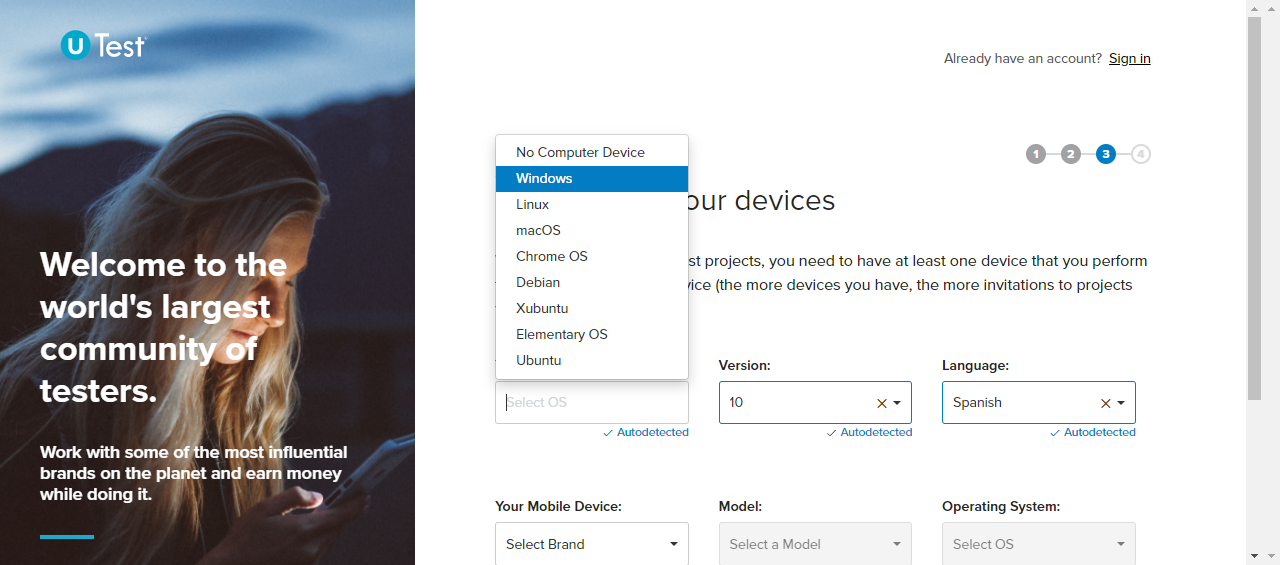 U Test
Welcome to the
world's largest
community of
testers.
Work with some of the most influential
brands on the planet and earn money
while doing it.
Already have an account? Sign in
1 2 3 4
our devices
st projects, you need to have at least one device that you perform
vice (the more devices you have, the more invitations to projects
No Computer Device
Windows
Linux
macOS
Chrome OS
Debian
Xubuntu
Elementary OS
Ubuntu
Version:
Language:
Select OS
10
Spanish
Autodetected
Autodetected
Autodetected
Your Mobile Device:
Model:
Operating System:
Select Brand
Select a Model
Select OS